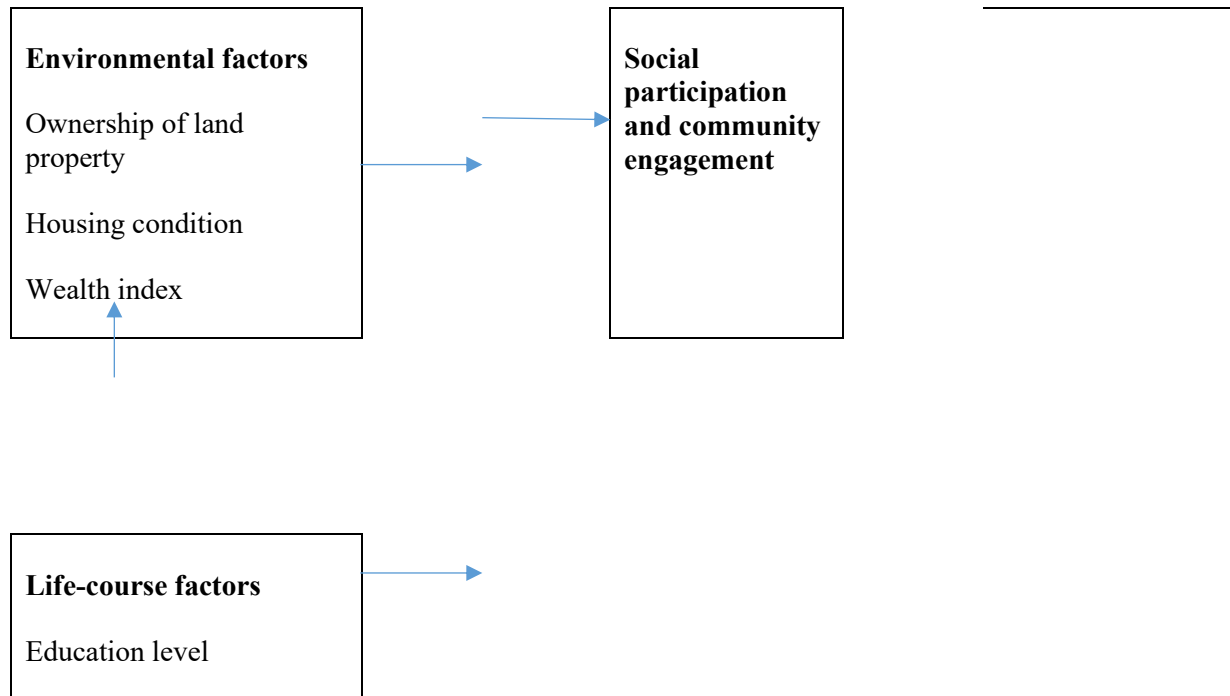 Environmental factors
Ownership of land
property
Housing condition
Wealth index
Social
participation
and community
engagement
Life-course factors
Education level